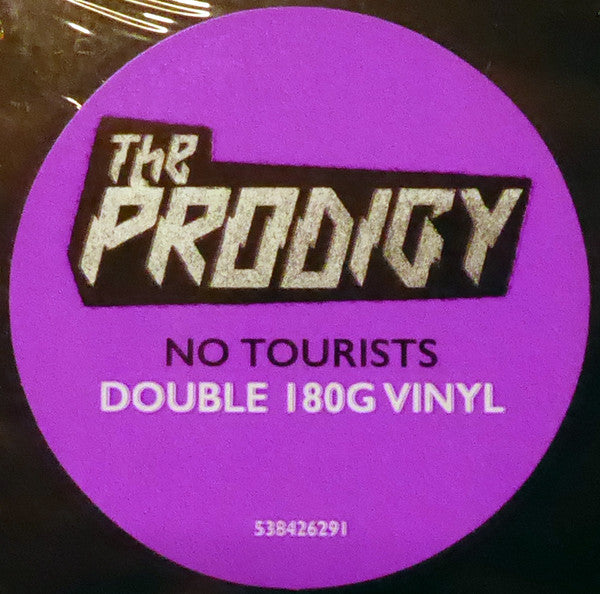 The
PRODIGY
NO TOURISTS
DOUBLE 180G VINYL
538426291